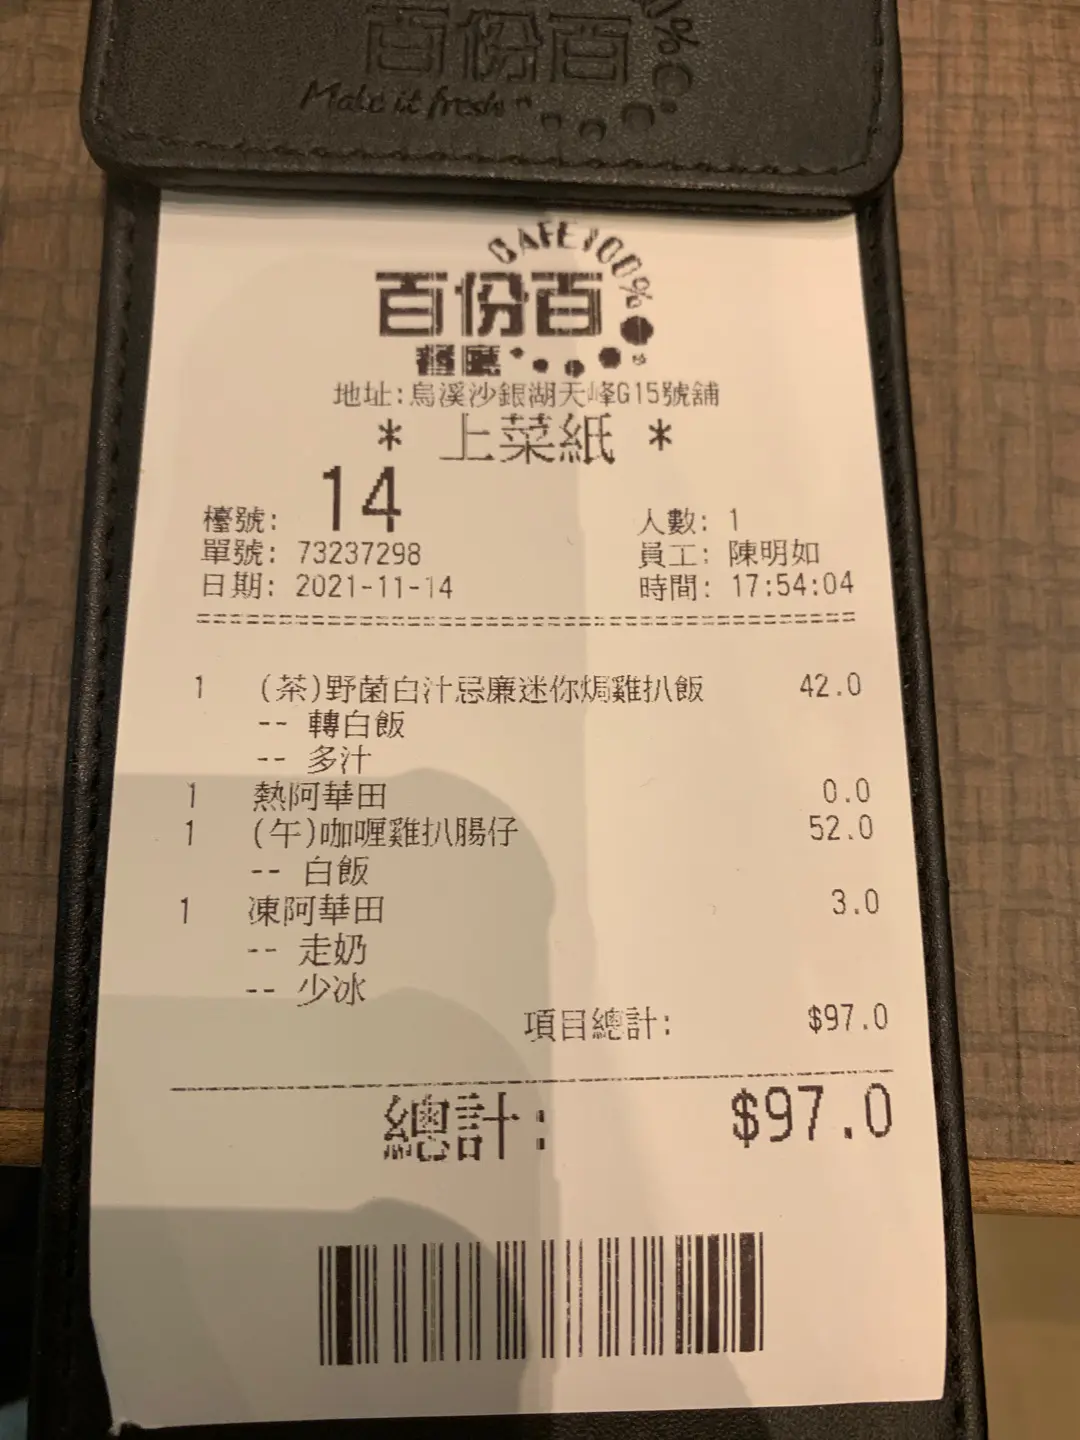 百份百
Make it fresh
CAFE100%
百份百
餐廳
地址:烏溪沙銀湖天峰G15號舖
* 上菜紙 *
檯號: 14 人數: 1
單號: 73237298 員工: 陳明如
日期: 2021-11-14 時間: 17:54:04
1 (茶)野菌白汁忌廉迷你焗雞扒飯 42.0
-- 轉白飯
-- 多汁
1 熱阿華田 0.0
1 (午)咖喱雞扒腸仔 52.0
-- 白飯
1 凍阿華田 3.0
-- 走奶
-- 少冰
項目總計: $97.0
總計: $97.0